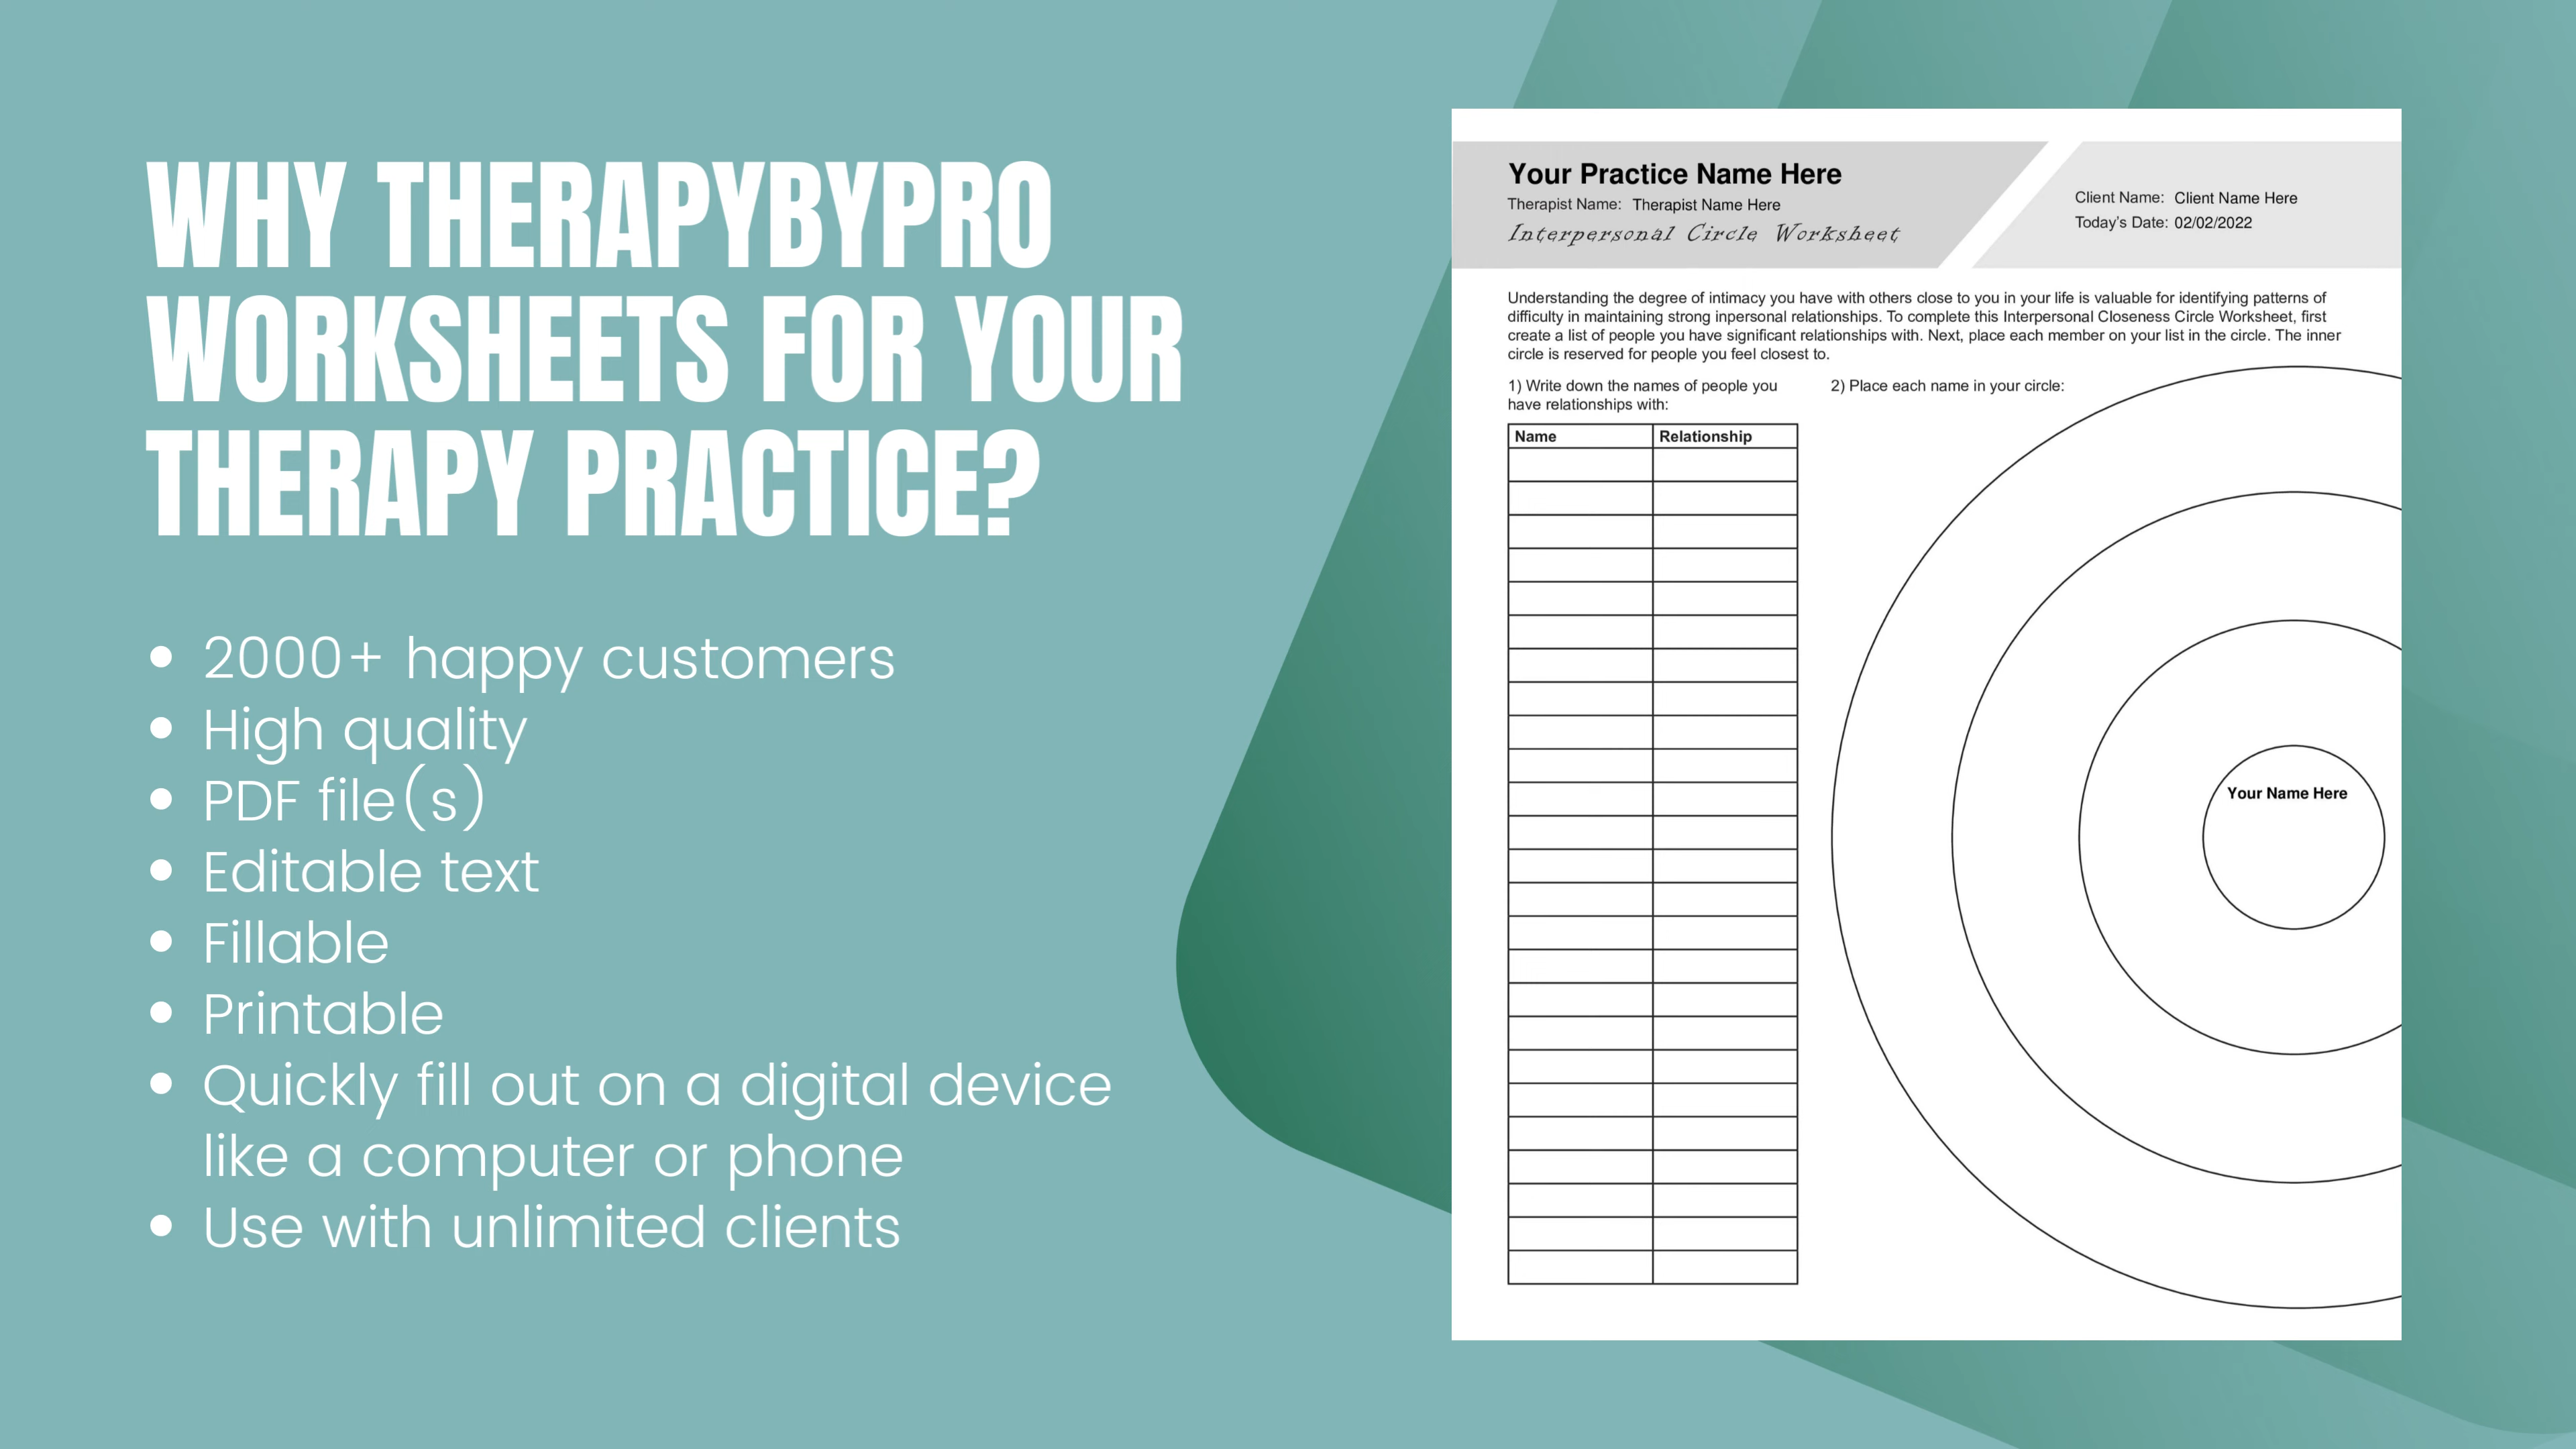 WHY THERAPYBYPRO
WORKSHEETS FOR YOUR
THERAPY PRACTICE?
• 2000+ happy customers
• High quality
• PDF file(s)
• Editable text
• Fillable
• Printable
• Quickly fill out on a digital device
like a computer or phone
• Use with unlimited clients
Your Practice Name Here
Therapist Name: Therapist Name Here
Interpersonal Circle Worksheet
Client Name: Client Name Here
Today's Date: 02/02/2022
Understanding the degree of intimacy you have with others close to you in your life is valuable for identifying patterns of
difficulty in maintaining strong inpersonal relationships. To complete this Interpersonal Closeness Circle Worksheet, first
create a list of people you have significant relationships with. Next, place each member on your list in the circle. The inner
circle is reserved for people you feel closest to.
1) Write down the names of people you
have relationships with:
2) Place each name in your circle:
Name Relationship
Your Name Here